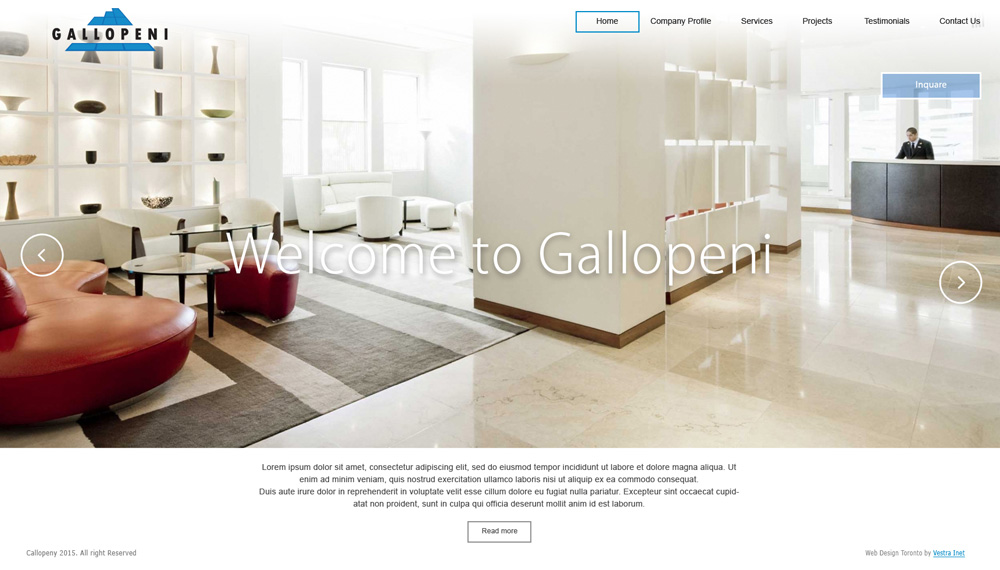 GALLOPENI
Home
Company Profile
Services
Projects
Testimonials
Contact Us
Inquare
Welcome to Gallopeni
Lorem ipsum dolor sit amet, consectetur adipiscing elit, sed do eiusmod tempor incididunt ut labore et dolore magna aliqua. Ut
enim ad minim veniam, quis nostrud exercitation ullamco laboris nisi ut aliquip ex ea commodo consequat.
Duis aute irure dolor in reprehenderit in voluptate velit esse cillum dolore eu fugiat nulla pariatur. Excepteur sint occaecat cupid-
atat non proident, sunt in culpa qui officia deserunt mollit anim id est laborum.
Read more
Callopeny 2015. All right Reserved
Web Design Toronto by Vestra Inet